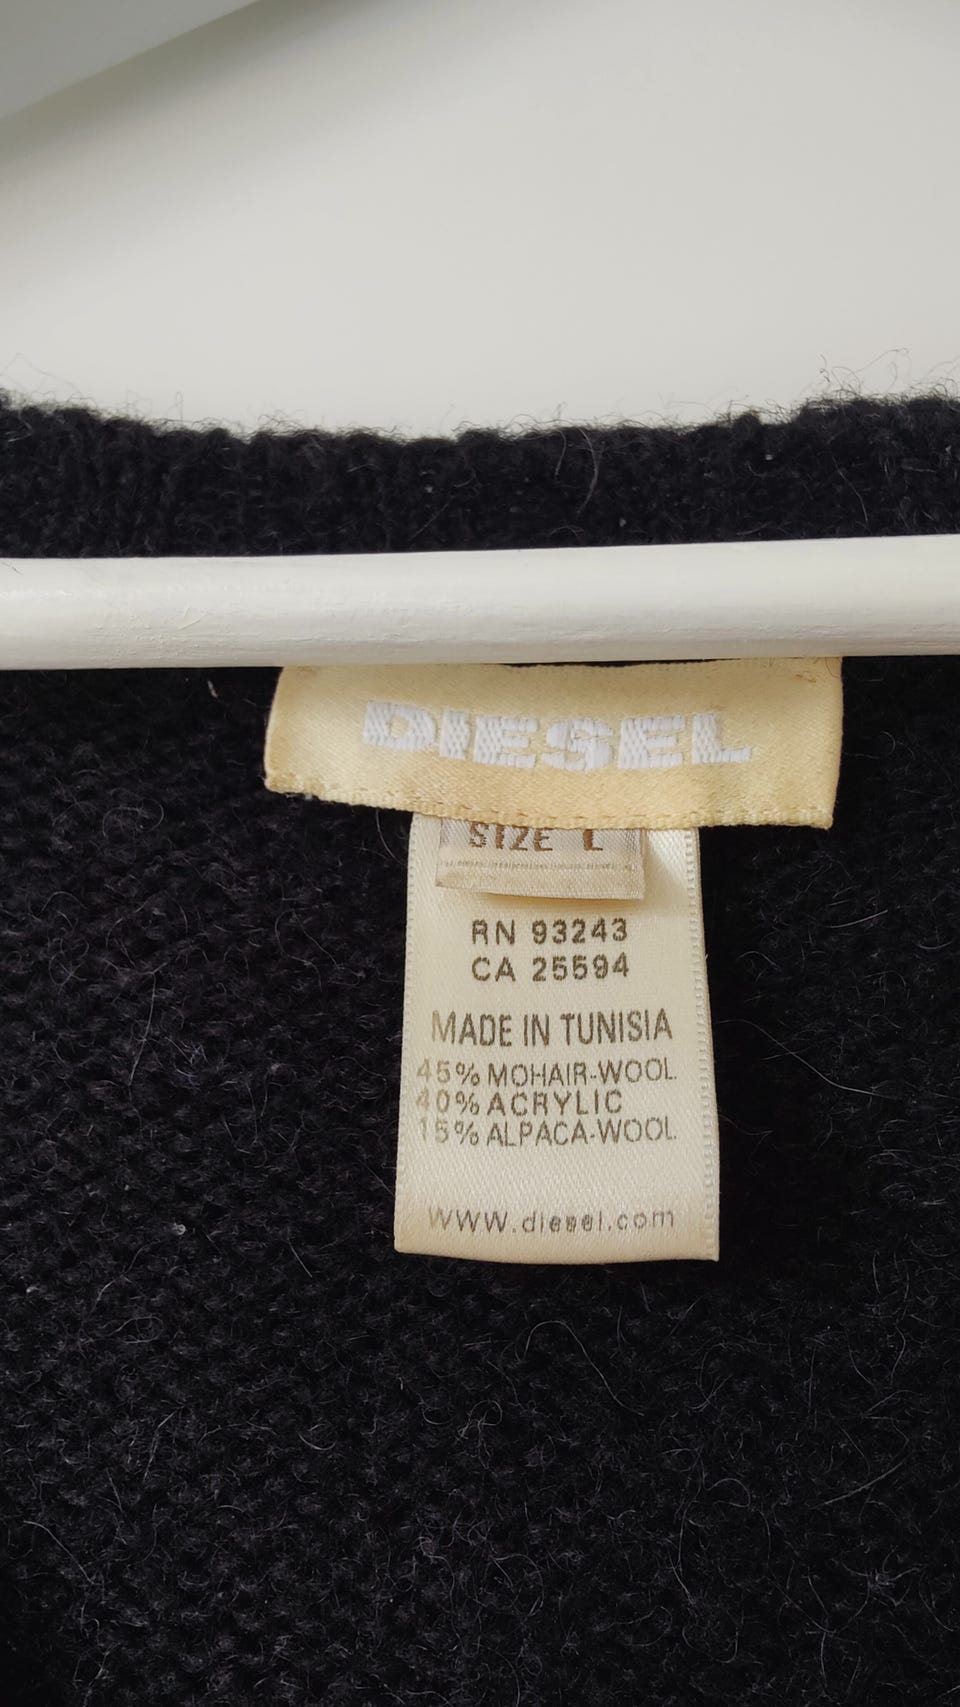 DIESEL
SIZE L
RN 93243
CA 25594
MADE IN TUNISIA
45% MOHAIR-WOOL
40% ACRYLIC
15% ALPACA-WOOL
www.diesel.com